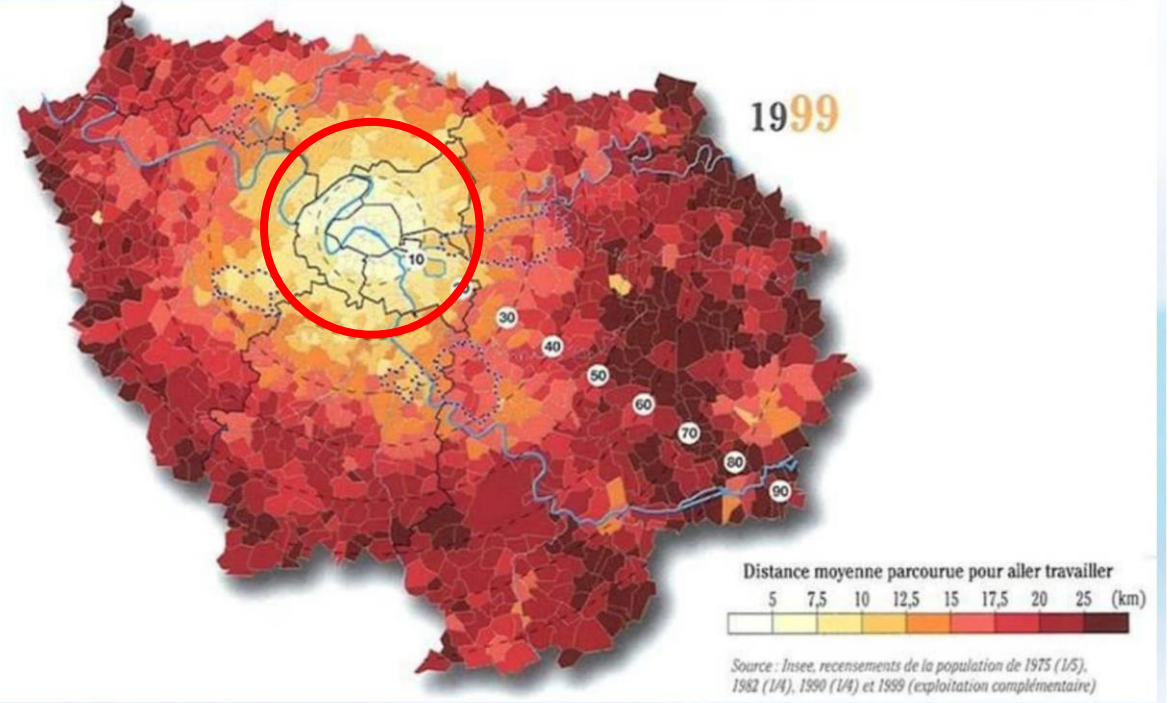 1999
10
30
40
50
60
70
80
90
Distance moyenne parcourue pour aller travailler
5 7,5 10 12,5 15 17,5 20 25 (km)
Source : Insee, recensements de la population de 1975 (1/5),
1982 (1/4), 1990 (1/4) et 1999 (exploitation complémentaire)